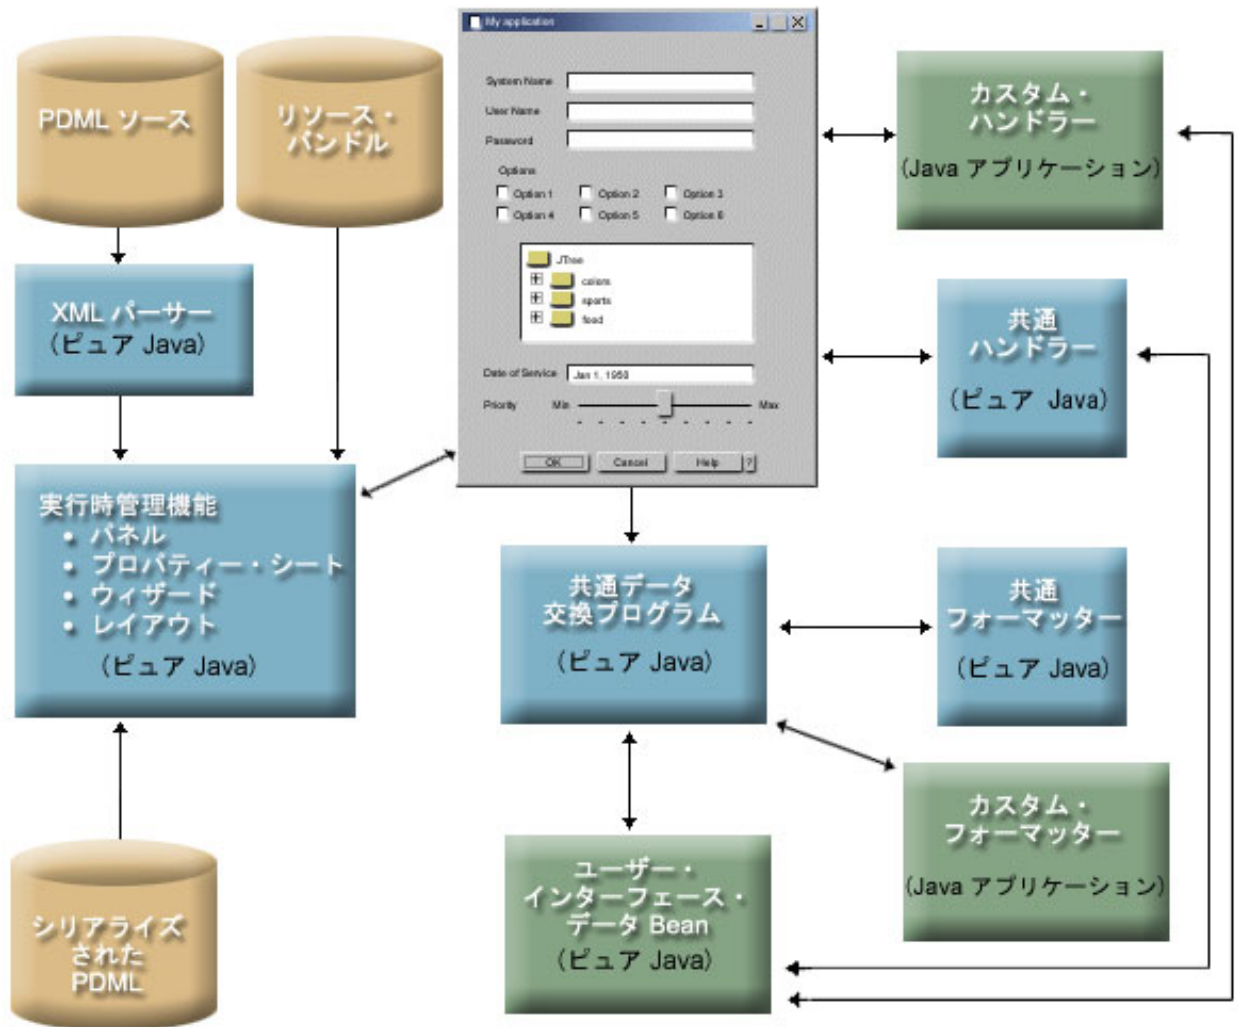 PDML ソース
リソース・
バンドル
My application
System Name
User Name
Password
Options
Option 1
Option 2
Option 3
Option 4
Option 5
Option 6
JTree
colors
sports
food
Date of Service
Jan 1, 1950
Priority
Min
Max
OK
Cancel
Help
?
カスタム・
ハンドラー
(Java アプリケーション)
XML パーサー
(ピュア Java)
共通
ハンドラー
(ピュア Java)
実行時管理機能
• パネル
• プロパティー・シート
• ウィザード
• レイアウト
(ピュア Java)
共通データ
交換プログラム
(ピュア Java)
共通
フォーマッター
(ピュア Java)
カスタム・
フォーマッター
(Java アプリケーション)
シリアライズ
された
PDML
ユーザー・
インターフェース・
データ Bean
(ピュア Java)